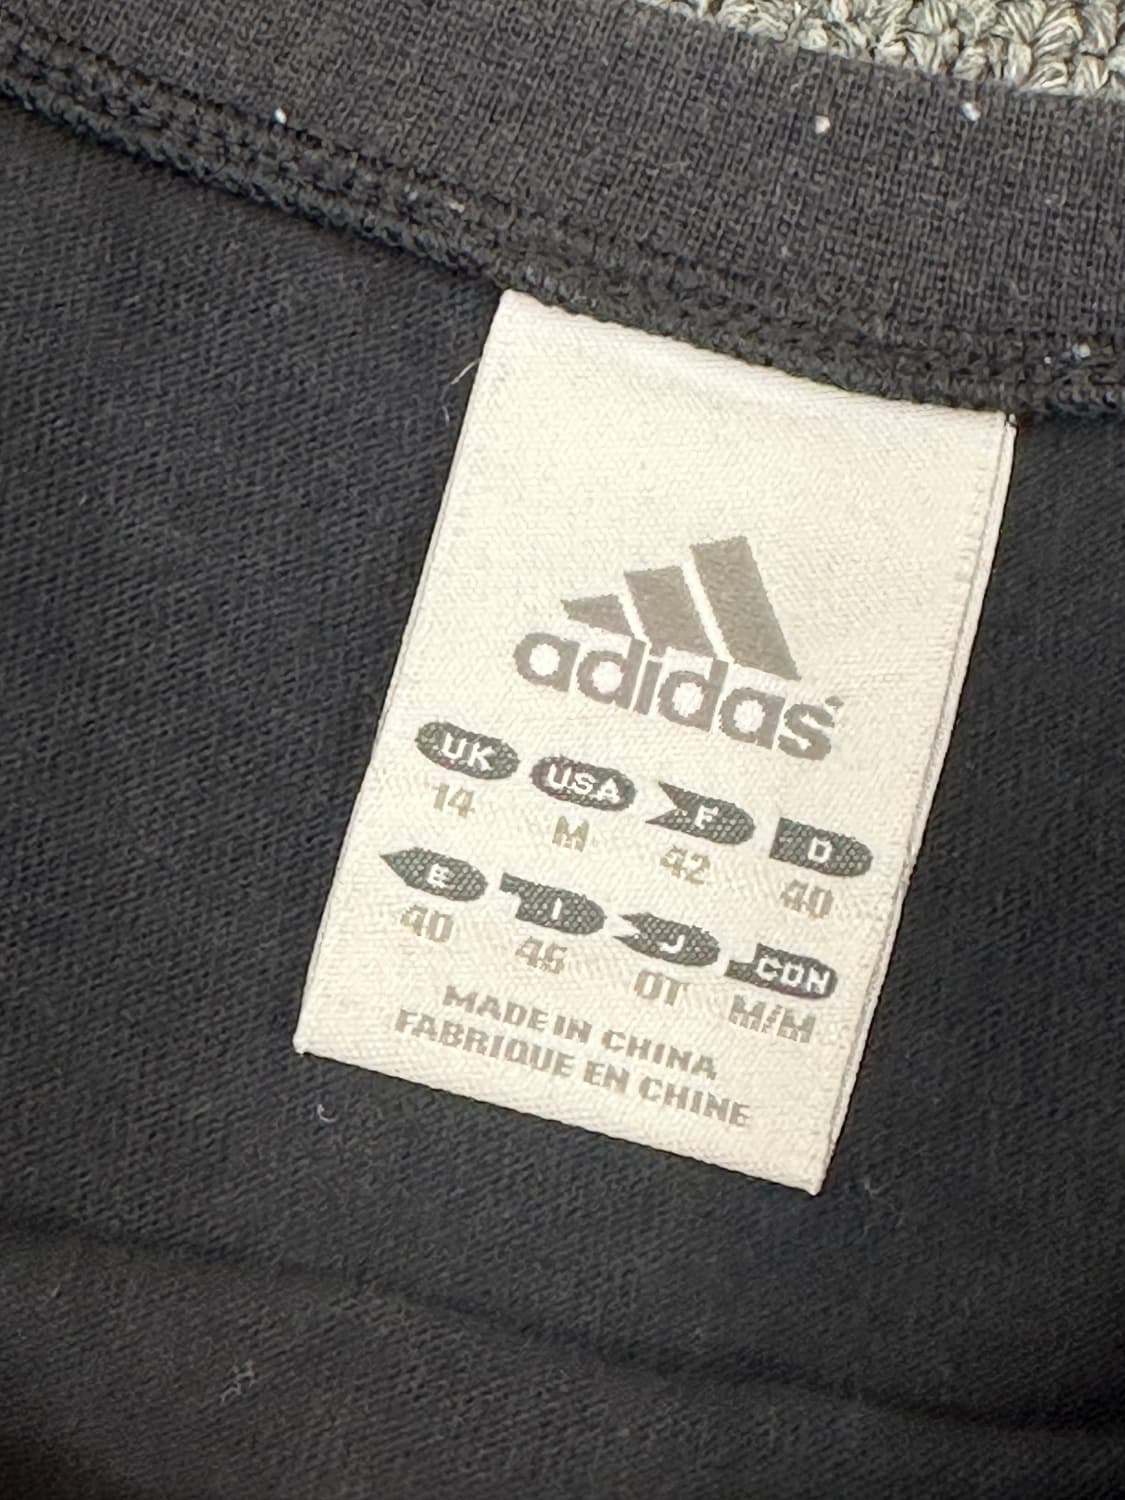 adidas
UK USA F D
14 M 42 40
E I J CDN
40 46 OT M/M
MADE IN CHINA
FABRIQUE EN CHINE